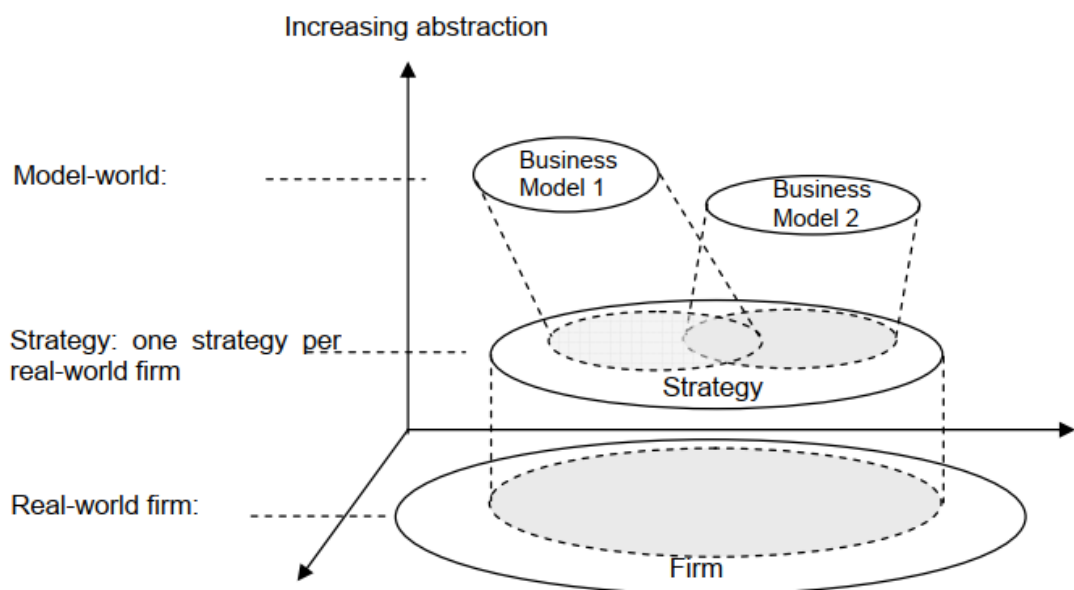 Increasing abstraction
Model-world:
Business
Model 1
Business
Model 2
Strategy: one strategy per
real-world firm
Strategy
Real-world firm:
Firm